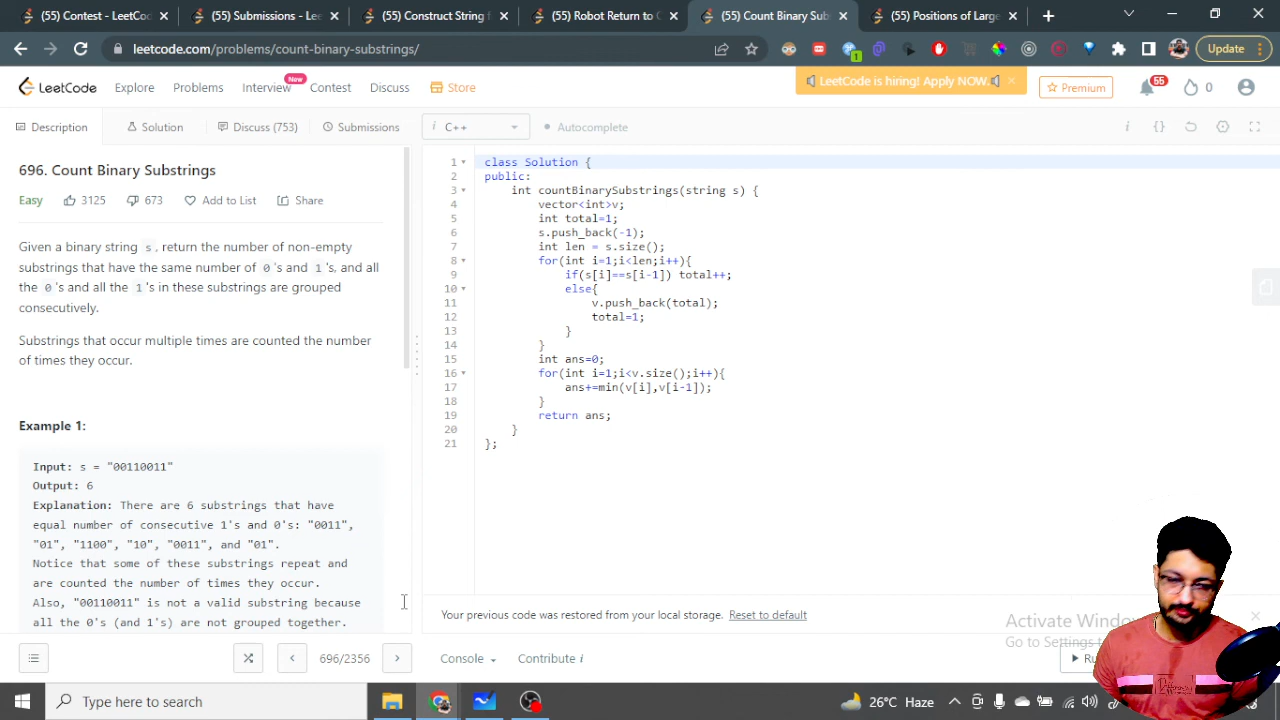 (55) Contest - LeetCo
(55) Submissions - Lee
(55) Construct String f
(55) Robot Return to C
(55) Count Binary Sub
(55) Positions of Large
leetcode.com/problems/count-binary-substrings/
1
Update
LeetCode
Explore
Problems
Interview
New
Contest
Discuss
Store
LeetCode is hiring! Apply NOW.
Premium
55
0
Description
Solution
Discuss (753)
Submissions
i C++
Autocomplete
696. Count Binary Substrings
Easy
3125
673
Add to List
Share
Given a binary string s, return the number of non-empty
substrings that have the same number of 0's and 1's, and all
the 0's and all the 1's in these substrings are grouped
consecutively.
Substrings that occur multiple times are counted the number
of times they occur.
Example 1:
Input: s = "00110011"
Output: 6
Explanation: There are 6 substrings that have
equal number of consecutive 1's and 0's: "0011",
"01", "1100", "10", "0011", and "01".
Notice that some of these substrings repeat and
are counted the number of times they occur.
Also, "00110011" is not a valid substring because
all the 0's (and 1's) are not grouped together.
1 class Solution {
2 public:
3 int countBinarySubstrings(string s) {
4 vector<int>v;
5 int total=1;
6 s.push_back(-1);
7 int len = s.size();
8 for(int i=1;i<len;i++){
9 if(s[i]==s[i-1]) total++;
10 else{
11 v.push_back(total);
12 total=1;
13 }
14 }
15 int ans=0;
16 for(int i=1;i<v.size();i++){
17 ans+=min(v[i],v[i-1]);
18 }
19 return ans;
20 }
21 };
Your previous code was restored from your local storage. Reset to default
Activate Windo
Go to Settings t
696/2356
Console
Contribute i
Ru
Type here to search
26°C Haze